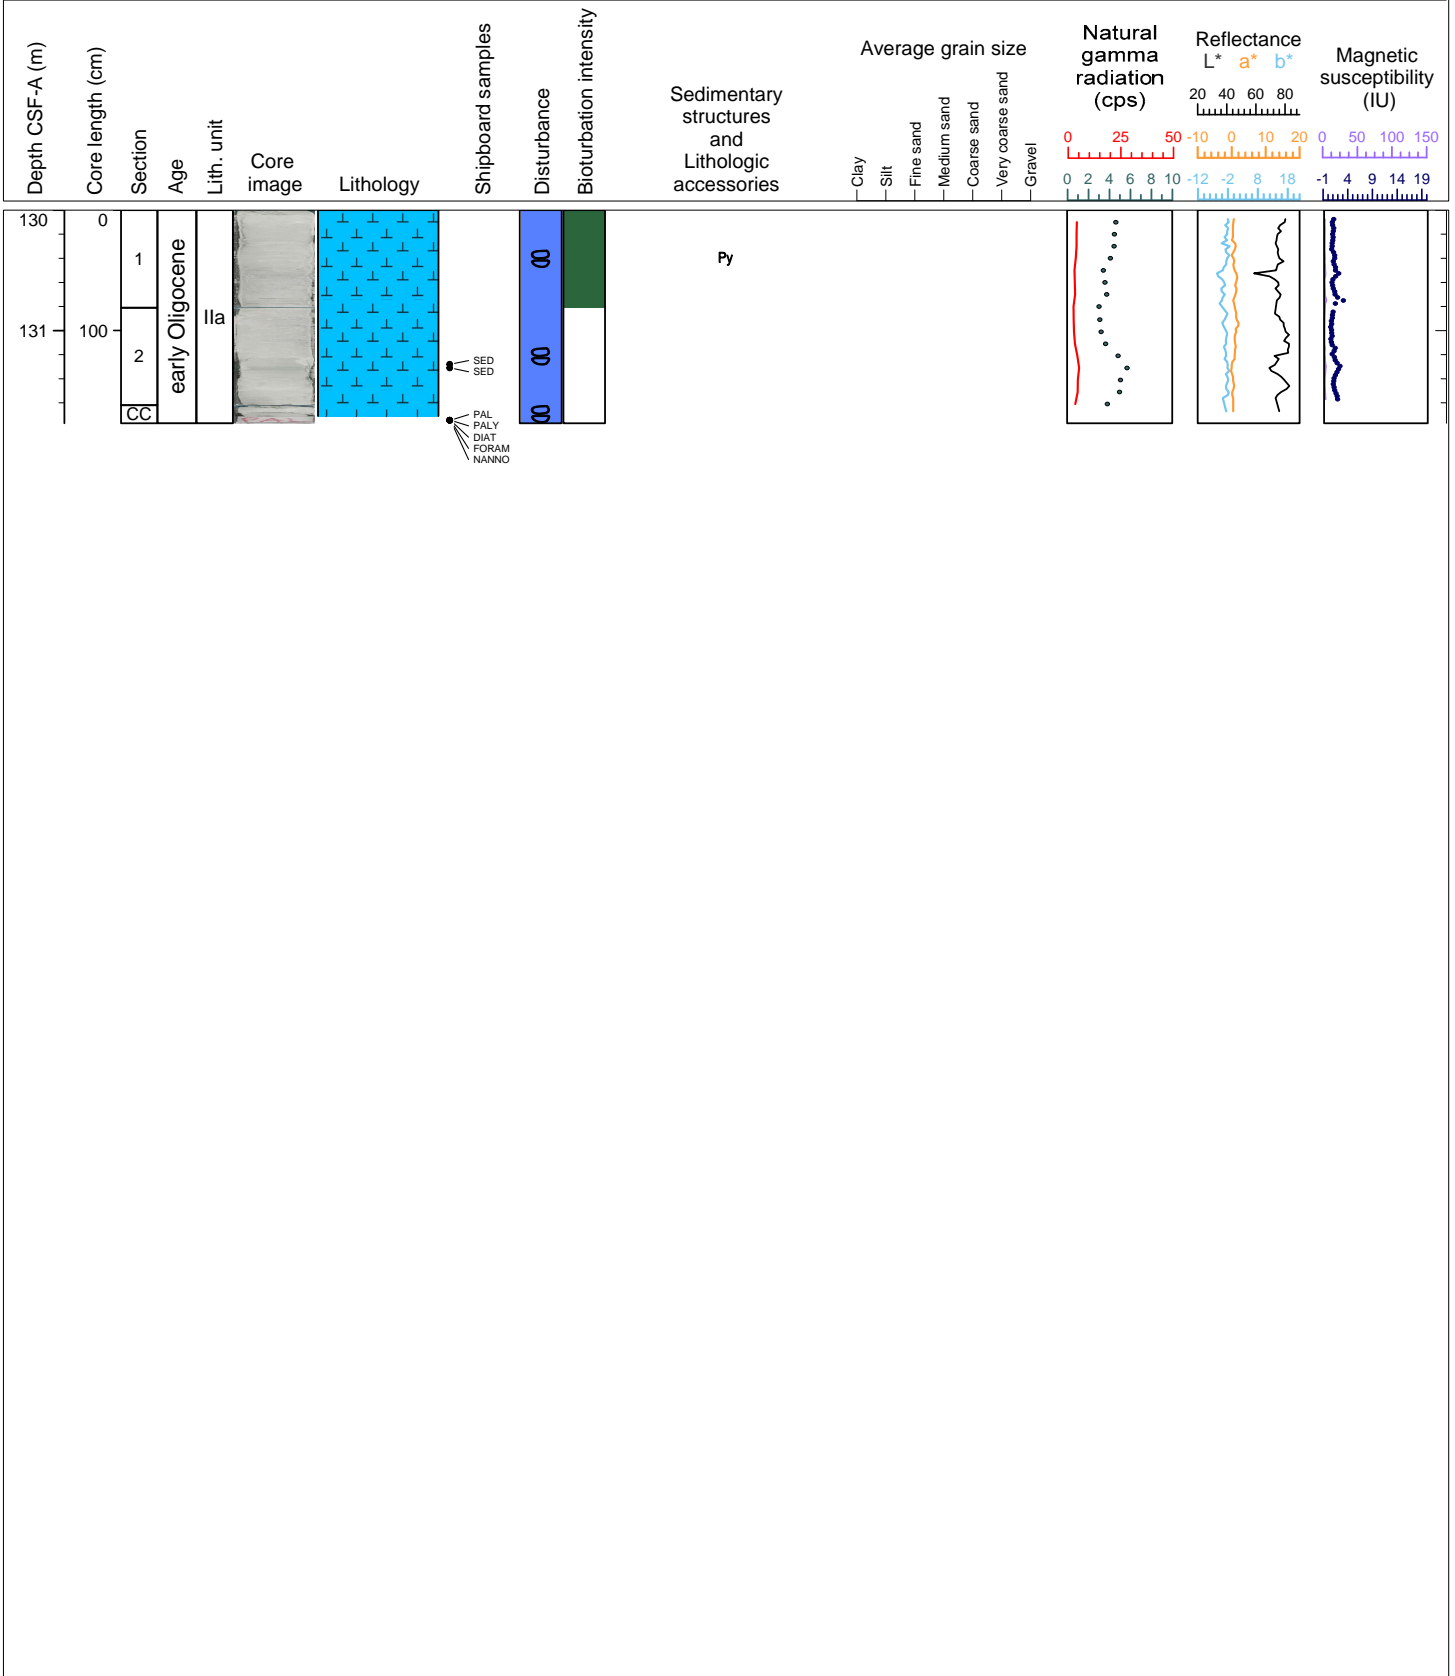 Depth CSF-A (m)
Core length (cm)
Section
Age
Lith. unit
Core
image
Lithology
Shipboard samples
Disturbance
Bioturbation intensity
Sedimentary
structures
and
Lithologic
accessories
Average grain size
Clay
Silt
Fine sand
Medium sand
Coarse sand
Very coarse sand
Gravel
Natural
gamma
radiation
(cps)
0 25 50
0 2 4 6 8 10
Reflectance
L* a* b*
20 40 60 80
-10 0 10 20
-12 -2 8 18
Magnetic
susceptibility
(IU)
0 50 100 150
-1 4 9 14 19
130
131
0
100
1
2
CC
early Oligocene
IIa
SED
SED
PAL
PALY
DIAT
FORAM
NANNO
Py